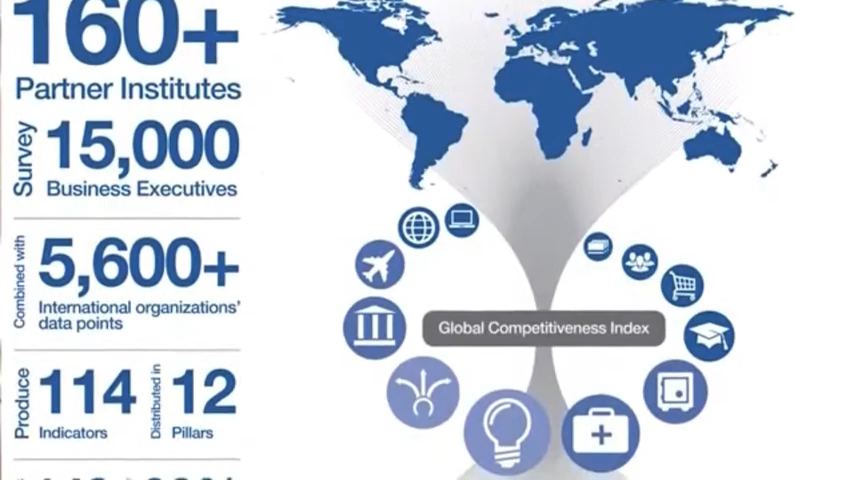 160+
Partner Institutes
Survey
15,000
Business Executives
Combined with
5,600+
International organizations'
data points
Produce
114
Indicators
Distributed in
12
Pillars
Global Competitiveness Index